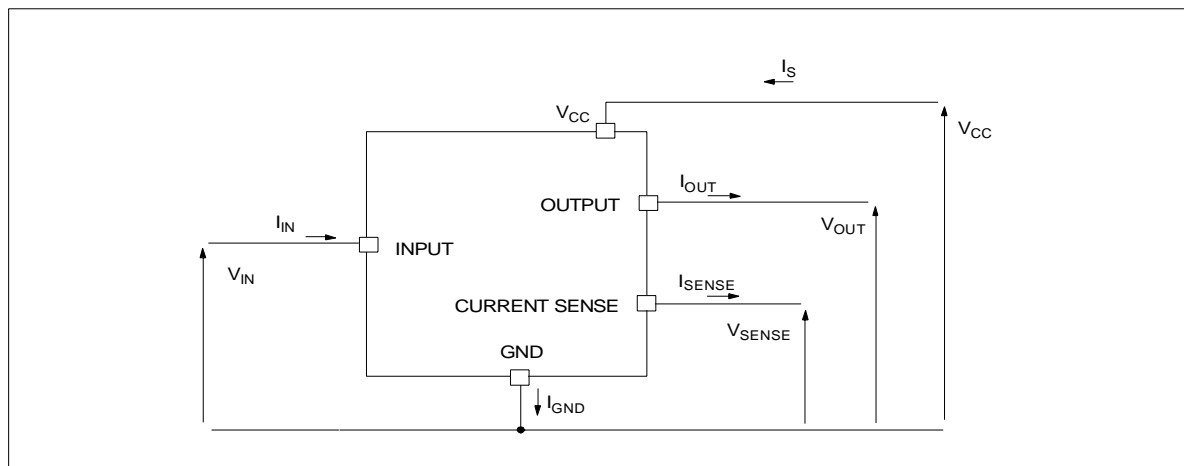 I_S
V_CC
V_CC
I_OUT
OUTPUT
V_OUT
I_IN
INPUT
V_IN
I_SENSE
CURRENT SENSE
V_SENSE
GND
I_GND